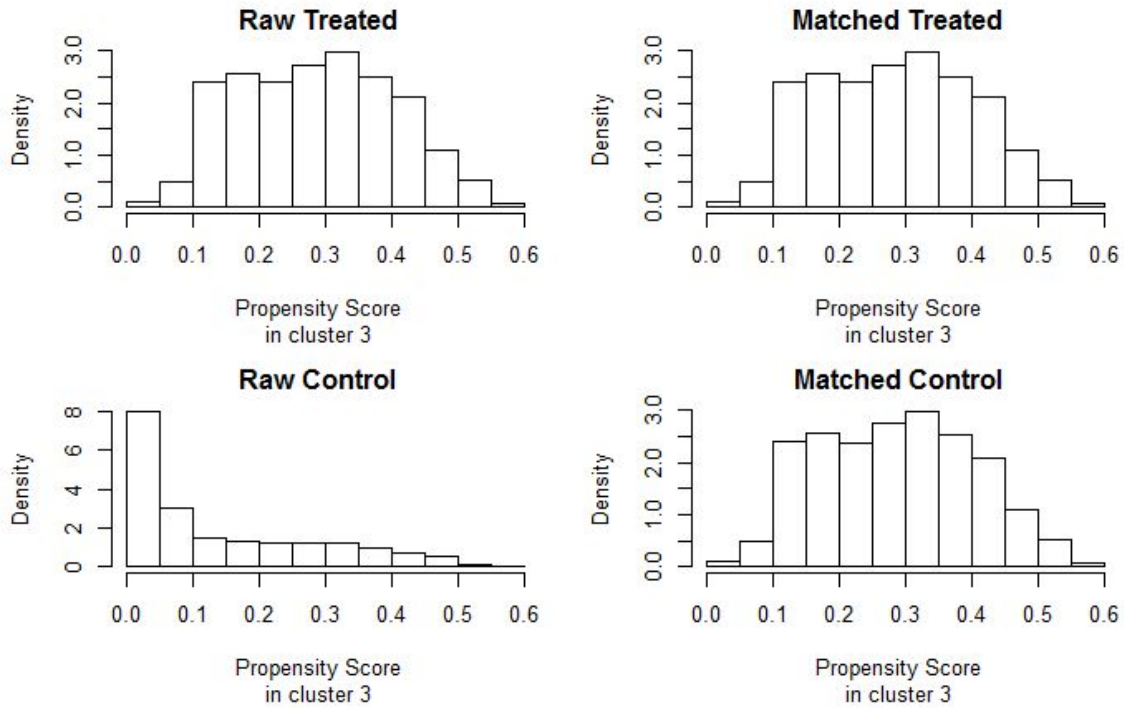 Raw Treated
Density
0.0 1.0 2.0 3.0
0.0 0.1 0.2 0.3 0.4 0.5 0.6
Propensity Score
in cluster 3
Matched Treated
Density
0.0 1.0 2.0 3.0
0.0 0.1 0.2 0.3 0.4 0.5 0.6
Propensity Score
in cluster 3
Raw Control
Density
0 2 4 6 8
0.0 0.1 0.2 0.3 0.4 0.5 0.6
Propensity Score
in cluster 3
Matched Control
Density
0.0 1.0 2.0 3.0
0.0 0.1 0.2 0.3 0.4 0.5 0.6
Propensity Score
in cluster 3